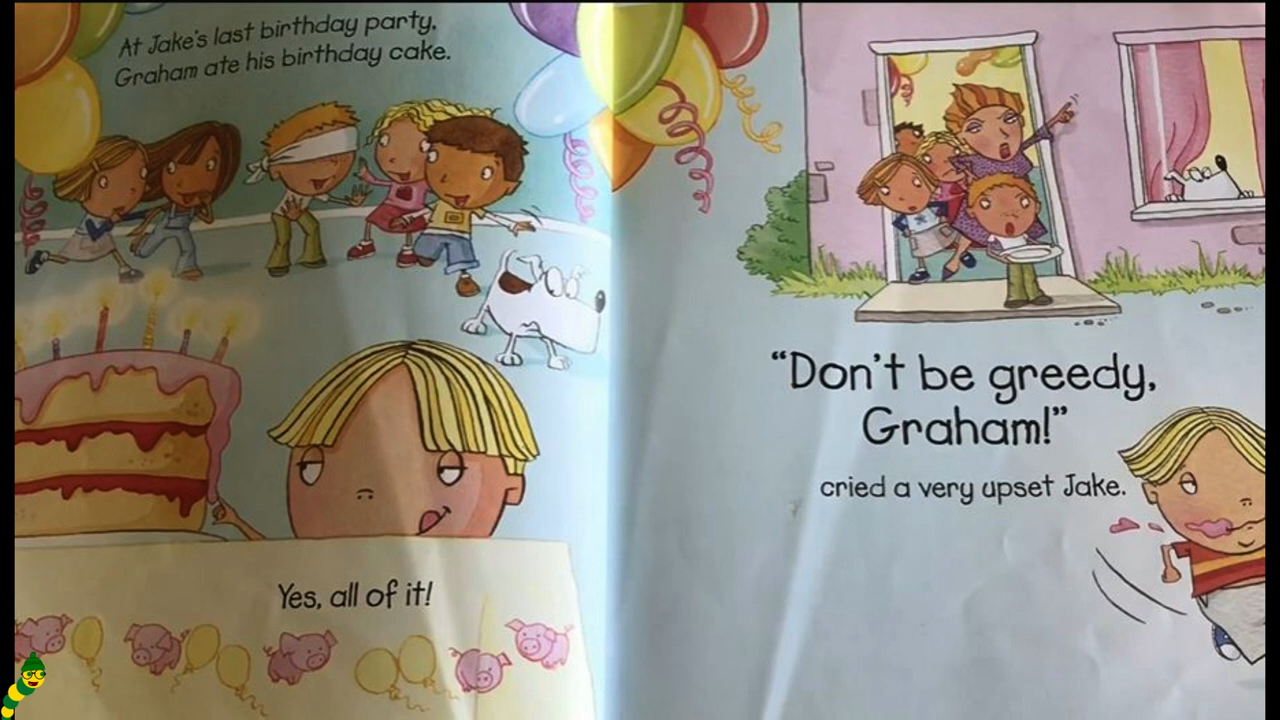 At Jake's last birthday party,
Graham ate his birthday cake.
Yes, all of it!
"Don't be greedy,
Graham!"
cried a very upset Jake.